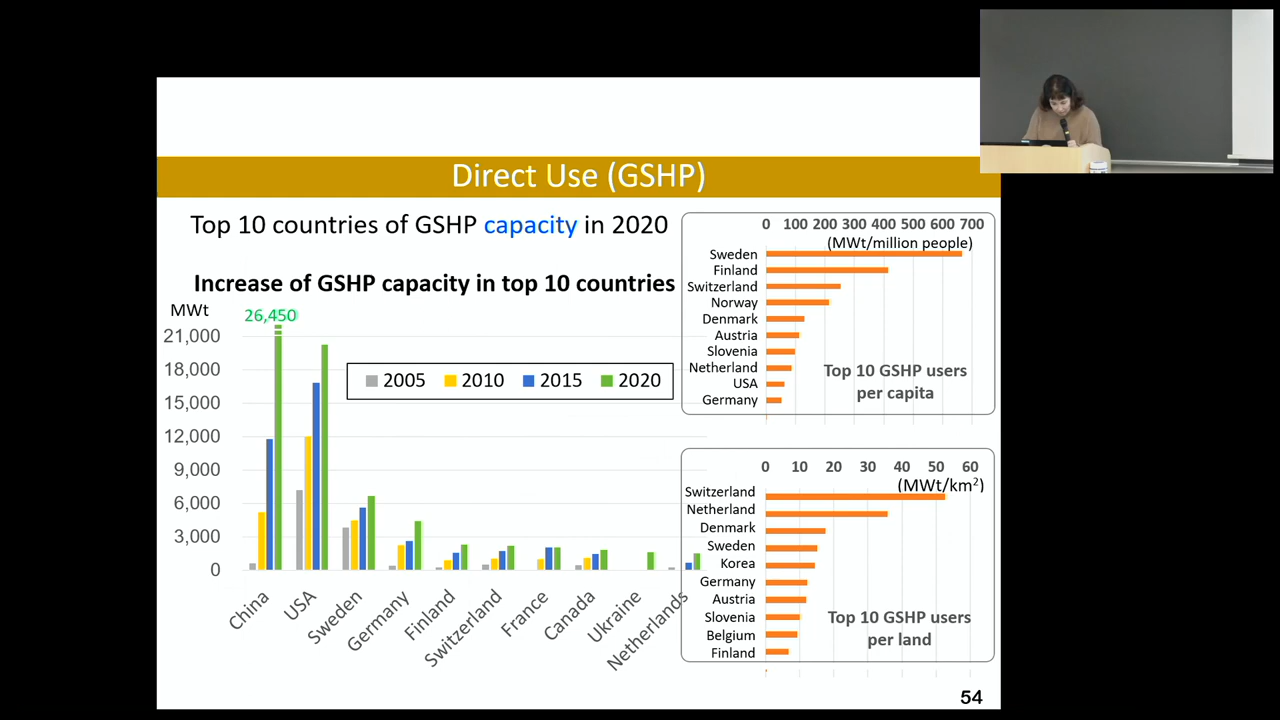 Direct Use (GSHP)
Top 10 countries of GSHP capacity in 2020
Increase of GSHP capacity in top 10 countries
MWt
26,450
21,000
18,000
15,000
12,000
9,000
6,000
3,000
0
2005 2010 2015 2020
China USA Sweden Germany Finland Switzerland France Canada Ukraine Netherlands
0 100 200 300 400 500 600 700
(MWt/million people)
Sweden
Finland
Switzerland
Norway
Denmark
Austria
Slovenia
Netherland
USA
Germany
Top 10 GSHP users
per capita
0 10 20 30 40 50 60
(MWt/km²)
Switzerland
Netherland
Denmark
Sweden
Korea
Germany
Austria
Slovenia
Belgium
Finland
Top 10 GSHP users
per land
54